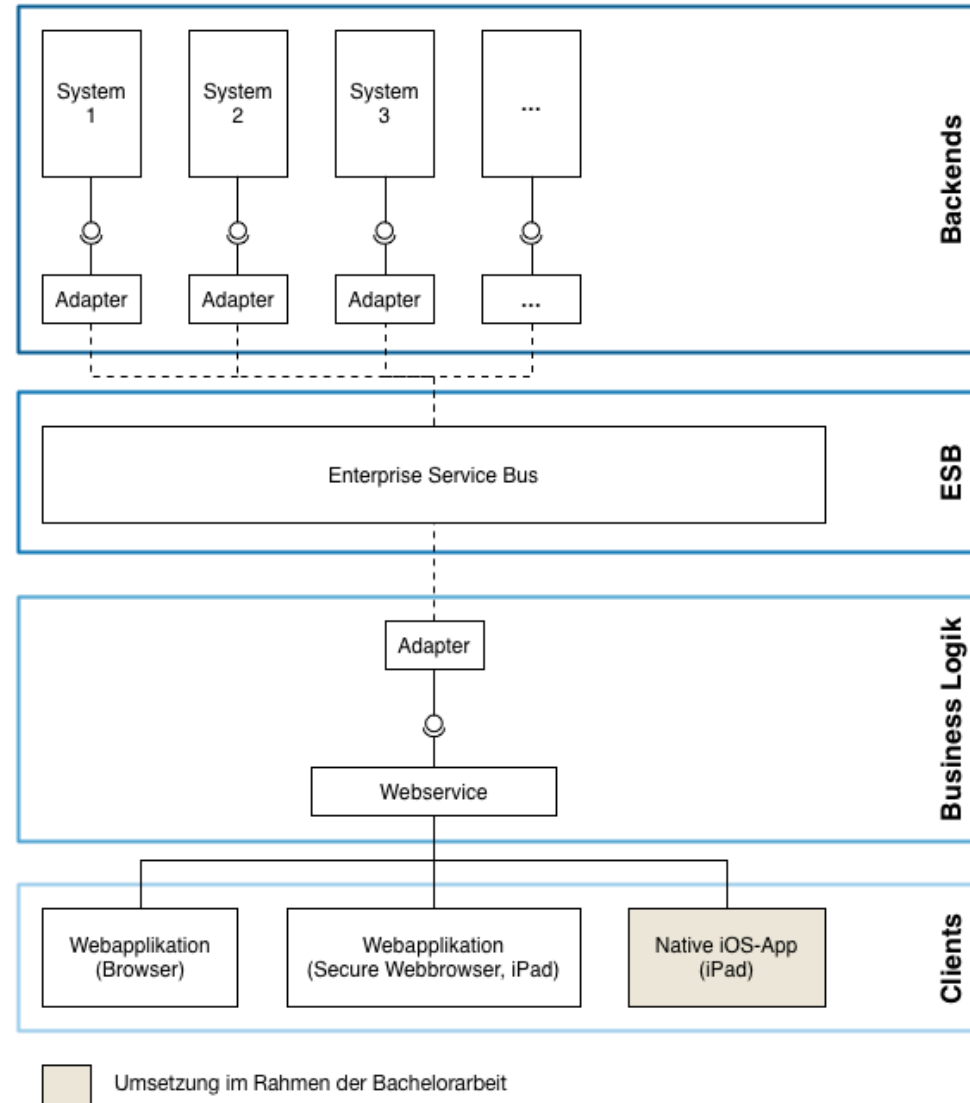 System
1
System
2
System
3
...
Adapter
Adapter
Adapter
...
Backends
Enterprise Service Bus
ESB
Adapter
Webservice
Business Logik
Webapplikation
(Browser)
Webapplikation
(Secure Webbrowser, iPad)
Native iOS-App
(iPad)
Clients
Umsetzung im Rahmen der Bachelorarbeit